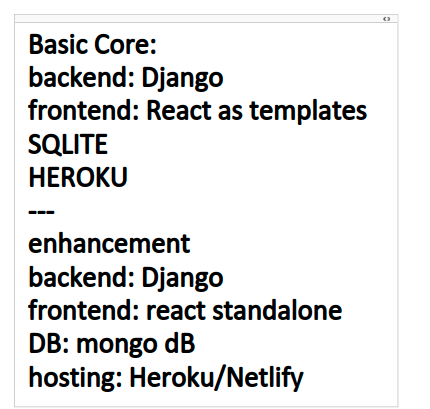 Basic Core:
backend: Django
frontend: React as templates
SQLITE
HEROKU
---
enhancement
backend: Django
frontend: react standalone
DB: mongo dB
hosting: Heroku/Netlify